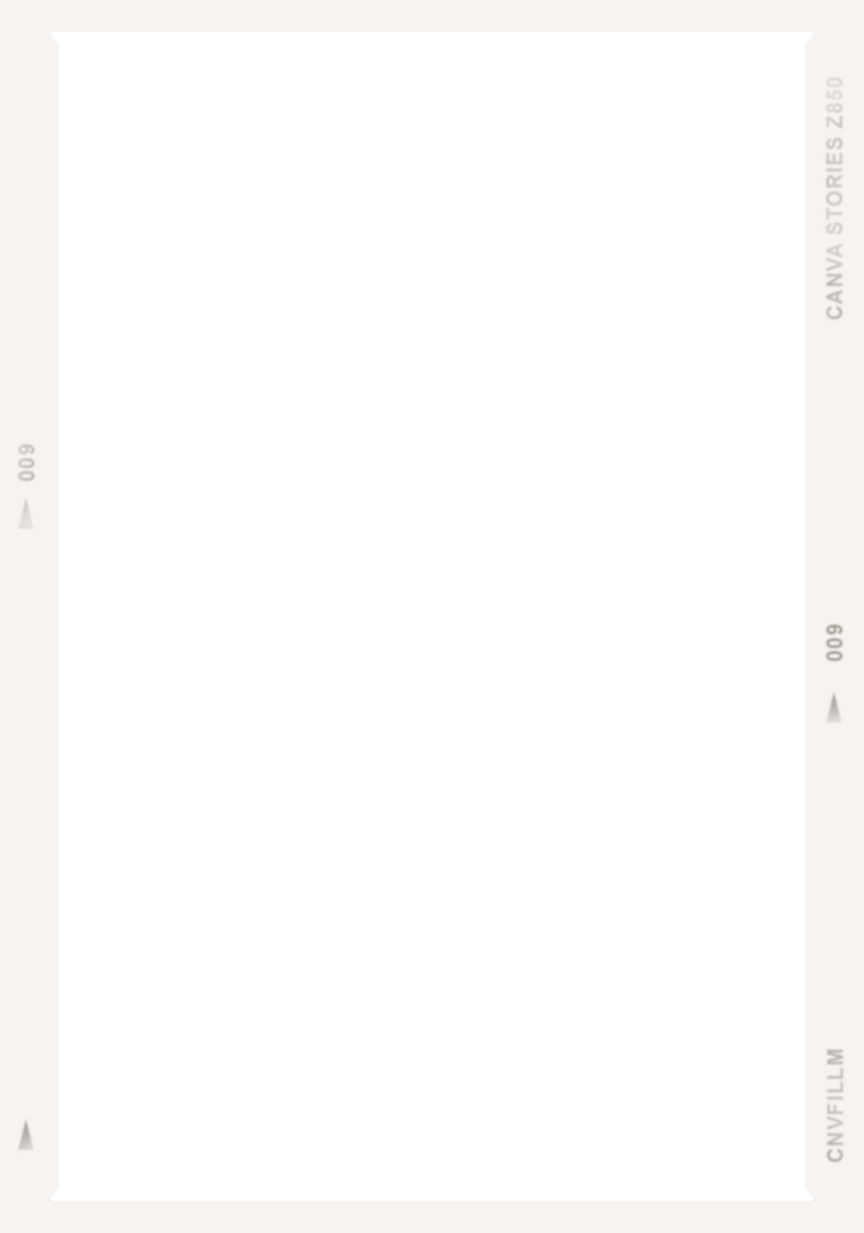 CANVA STORIES Z850
009
009
CNVFILLM